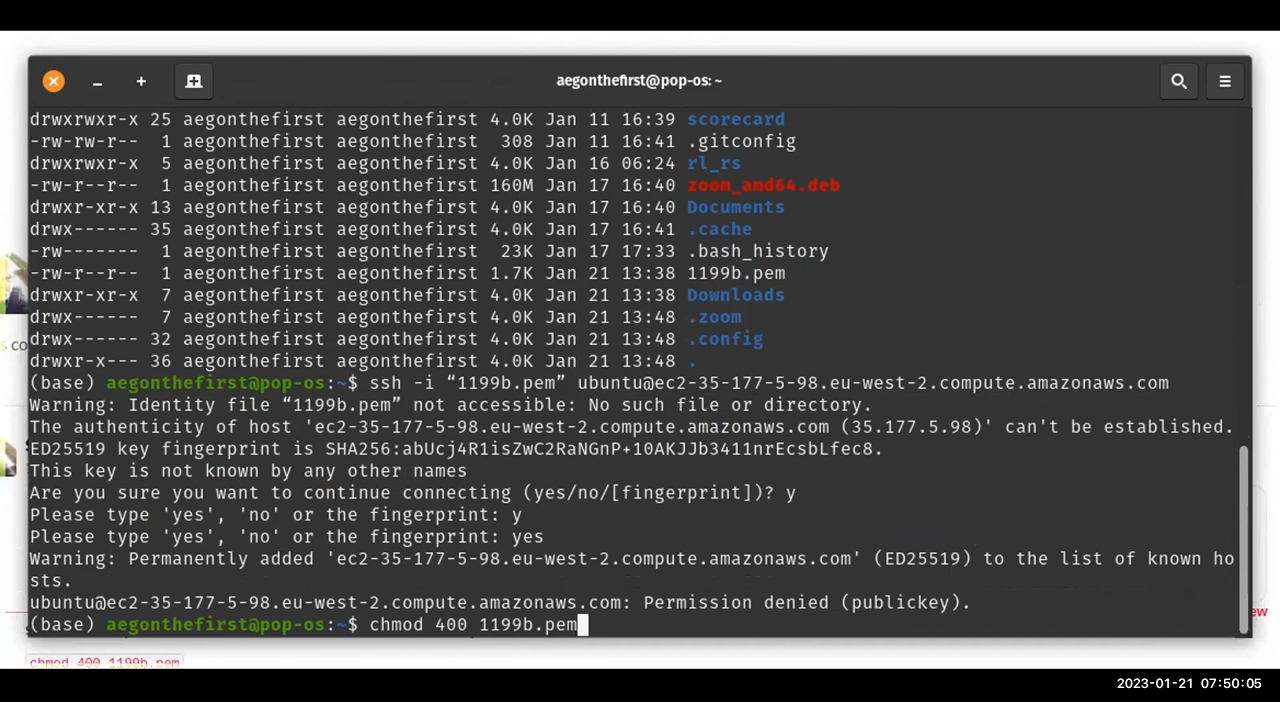 aegonthefirst@pop-os: ~
drwxrwxr-x 25 aegonthefirst aegonthefirst 4.0K Jan 11 16:39 scorecard
-rw-rw-r-- 1 aegonthefirst aegonthefirst 308 Jan 11 16:41 .gitconfig
drwxrwxr-x 5 aegonthefirst aegonthefirst 4.0K Jan 16 06:24 rl_rs
-rw-r--r-- 1 aegonthefirst aegonthefirst 160M Jan 17 16:40 zoom_amd64.deb
drwxr-xr-x 13 aegonthefirst aegonthefirst 4.0K Jan 17 16:40 Documents
drwx------ 35 aegonthefirst aegonthefirst 4.0K Jan 17 16:41 .cache
-rw------- 1 aegonthefirst aegonthefirst 23K Jan 17 17:33 .bash_history
-rw-r--r-- 1 aegonthefirst aegonthefirst 1.7K Jan 21 13:38 1199b.pem
drwxr-xr-x 7 aegonthefirst aegonthefirst 4.0K Jan 21 13:38 Downloads
drwx------ 7 aegonthefirst aegonthefirst 4.0K Jan 21 13:48 .zoom
drwx------ 32 aegonthefirst aegonthefirst 4.0K Jan 21 13:48 .config
drwxr-x--- 36 aegonthefirst aegonthefirst 4.0K Jan 21 13:48 .
(base) aegonthefirst@pop-os:~$ ssh -i “1199b.pem” ubuntu@ec2-35-177-5-98.eu-west-2.compute.amazonaws.com
Warning: Identity file “1199b.pem” not accessible: No such file or directory.
The authenticity of host 'ec2-35-177-5-98.eu-west-2.compute.amazonaws.com (35.177.5.98)' can't be established.
ED25519 key fingerprint is SHA256:abUcj4R1isZwC2RaNGnP+10AKJJb3411nrEcsbLfec8.
This key is not known by any other names
Are you sure you want to continue connecting (yes/no/[fingerprint])? y
Please type 'yes', 'no' or the fingerprint: y
Please type 'yes', 'no' or the fingerprint: yes
Warning: Permanently added 'ec2-35-177-5-98.eu-west-2.compute.amazonaws.com' (ED25519) to the list of known ho
sts.
ubuntu@ec2-35-177-5-98.eu-west-2.compute.amazonaws.com: Permission denied (publickey).
(base) aegonthefirst@pop-os:~$ chmod 400 1199b.pem
chmod 400 1199b.pem
2023-01-21 07:50:05